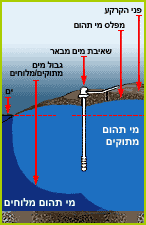 פני הקרקע
מפלס מי תהום
שאיבת מים מבאר
גבול מים
מתוקים/מלוחים
ים
מי תהום
מתוקים
מי תהום מלוחים